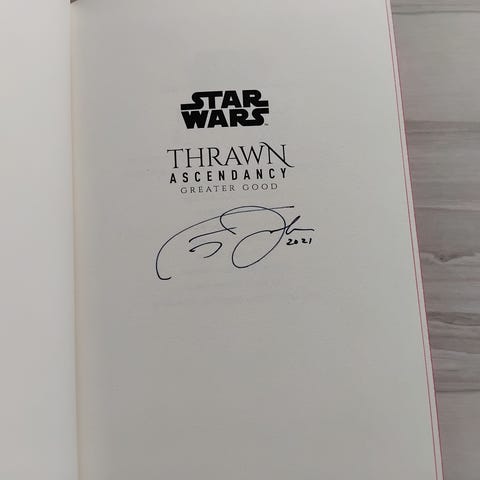 STAR
WARS
THRAWN
ASCENDANCY
GREATER GOOD
2021